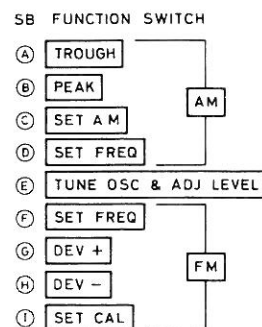 SB FUNCTION SWITCH
Ⓐ TROUGH
Ⓑ PEAK
AM
Ⓒ SET AM
Ⓓ SET FREQ
Ⓔ TUNE OSC & ADJ LEVEL
Ⓕ SET FREQ
Ⓖ DEV +
FM
Ⓗ DEV −
Ⓘ SET CAL